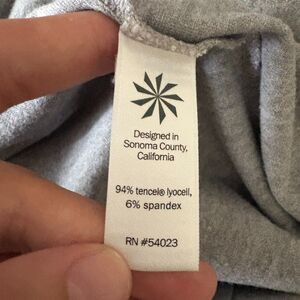 Designed in
Sonoma County,
California
94% tencel® lyocell,
6% spandex
RN #54023